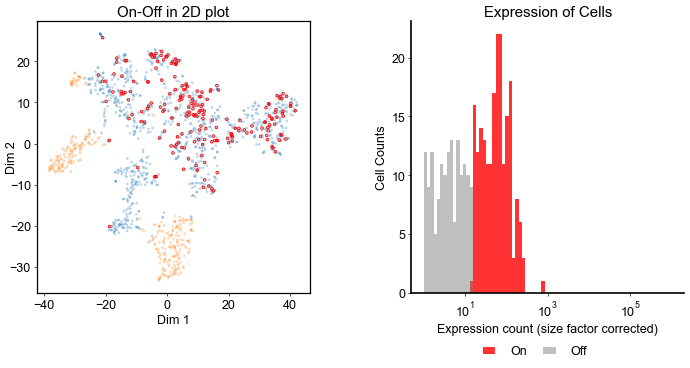 On-Off in 2D plot
Dim 2
20
10
0
−10
−20
−30
−40
−20
0
20
40
Dim 1
Expression of Cells
Cell Counts
20
15
10
5
0
10^1
10^3
10^5
Expression count (size factor corrected)
On
Off